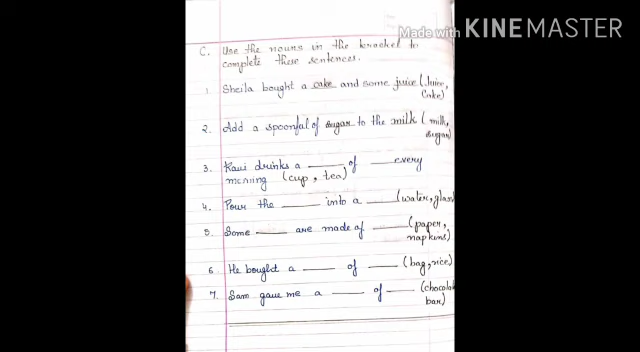 Made with KINEMASTER
C. Use the nouns in the bracket to
complete these sentences.
1. Sheila bought a cake and some juice (Juice,
Cake)
2. Add a spoonful of sugar to the milk (milk,
sugar)
3. Ravi drinks a ____ of ____ every
morning (cup, tea)
4. Pour the ____ into a ____ (water, glass)
5. Some ____ are made of ____ (paper,
napkins)
6. He bought a ____ of ____ (bag, rice)
7. Sam gave me a ____ of ____ (chocolate
bar)